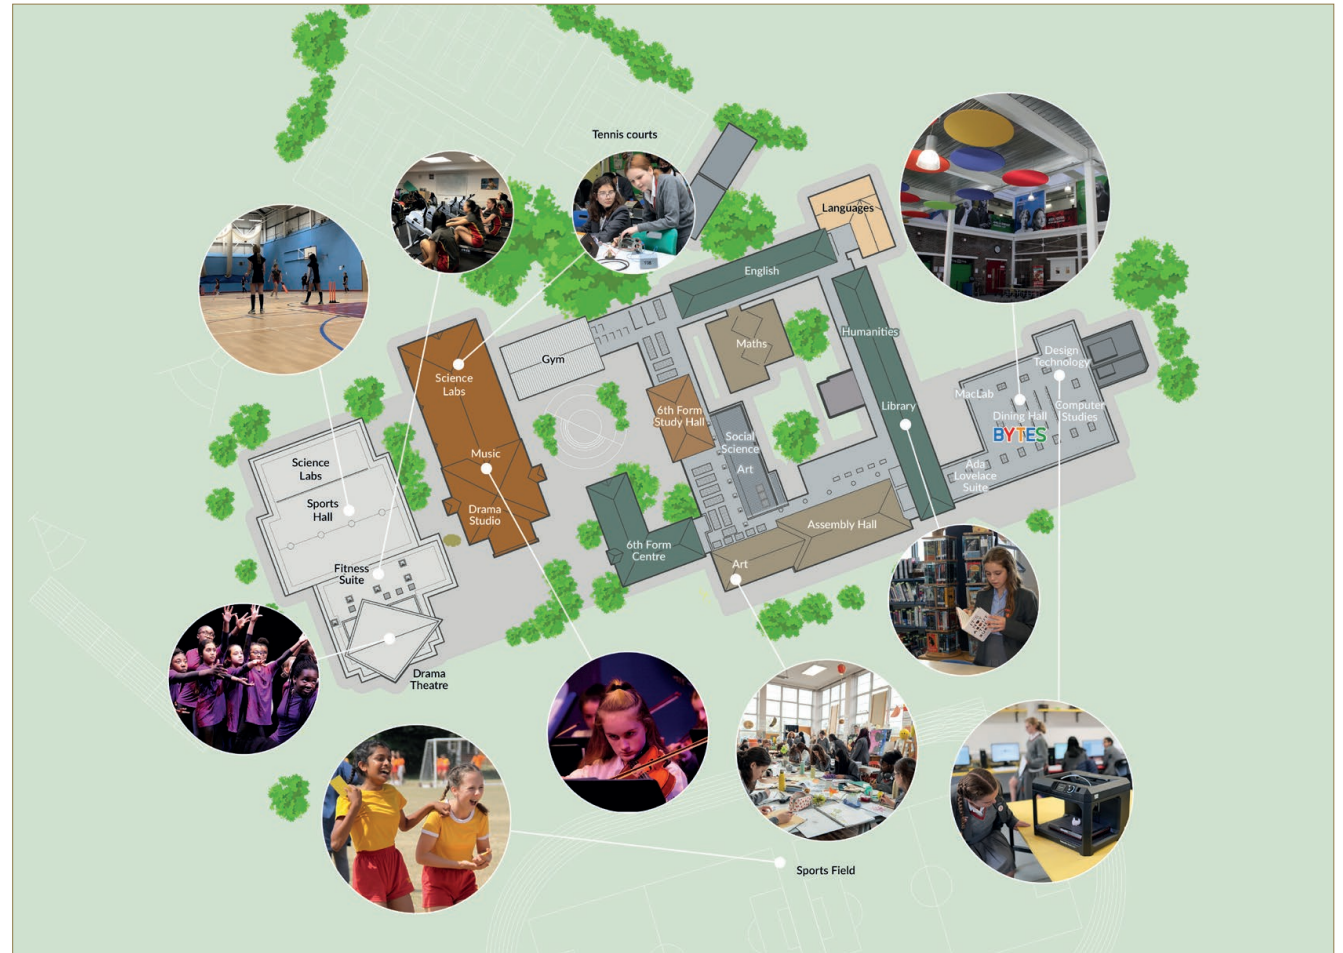 Tennis courts
Languages
English
Humanities
Maths
Gym
Design
Technology
Science
Labs
MacLab
Computer
Studies
Library
Dining Hall
BYTES
6th Form
Study Hall
Social
Science
Art
Music
Science
Labs
Ada
Lovelace
Suite
Sports
Hall
Drama
Studio
Assembly Hall
6th Form
Centre
Art
Fitness
Suite
Drama
Theatre
Sports Field